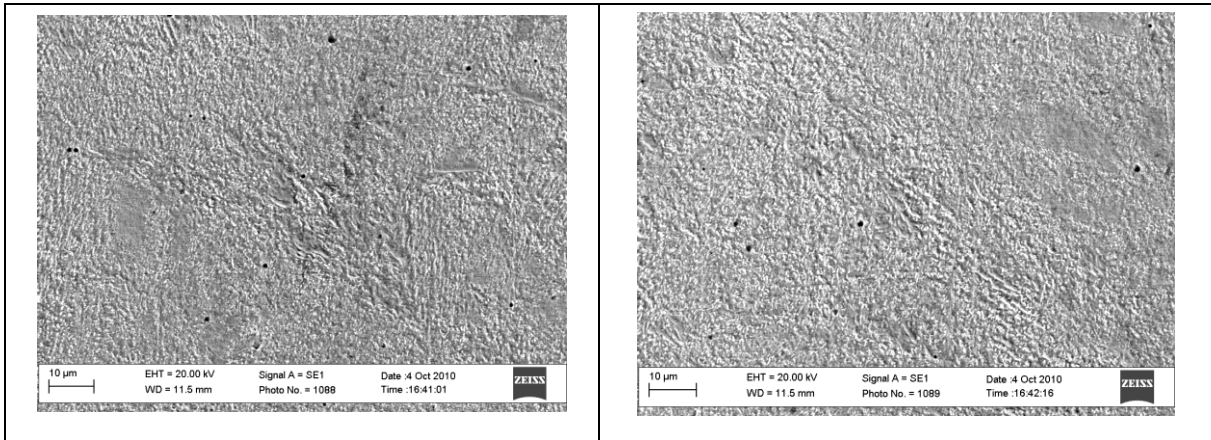 10 µm
EHT = 20.00 kV
Signal A = SE1
Date :4 Oct 2010
WD = 11.5 mm
Photo No. = 1088
Time :16:41:01
ZEISS
10 µm
EHT = 20.00 kV
Signal A = SE1
Date :4 Oct 2010
WD = 11.5 mm
Photo No. = 1089
Time :16:42:16
ZEISS